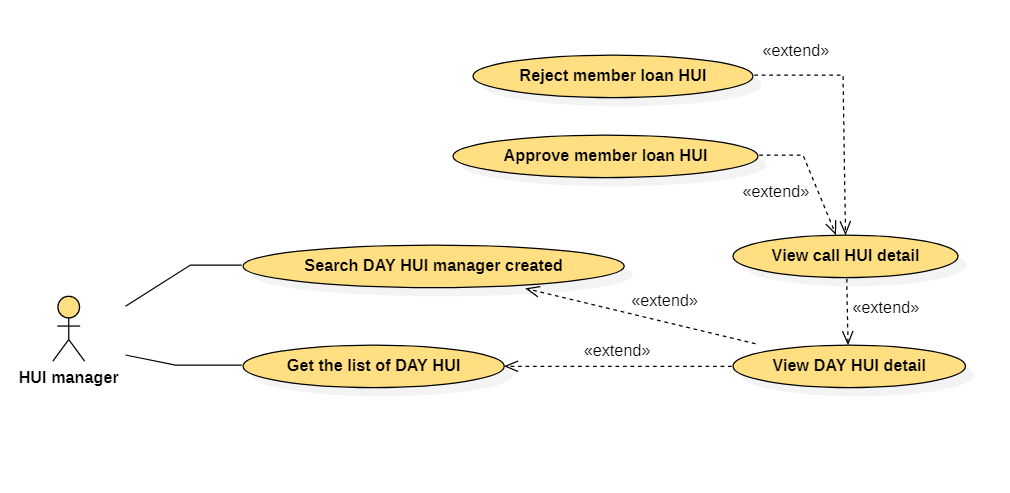 «extend»
Reject member loan HUI
Approve member loan HUI
«extend»
View call HUI detail
Search DAY HUI manager created
«extend»
«extend»
«extend»
View DAY HUI detail
Get the list of DAY HUI
HUI manager